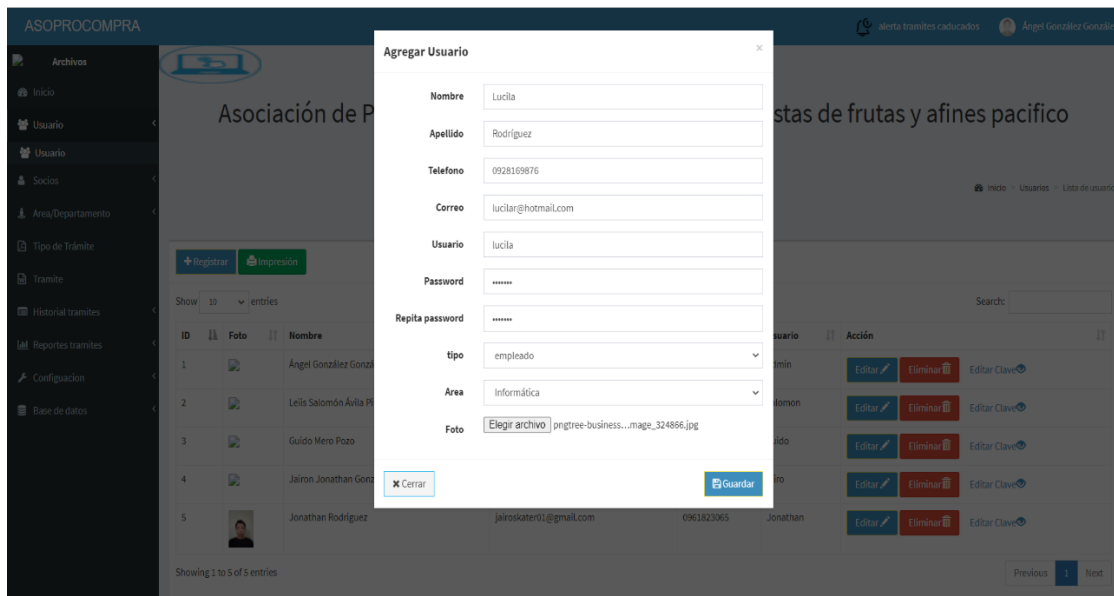 ASOPROCOMPRA
alerta tramites caducados
Ángel González Gonzále
Archivos
Inicio
Usuario
Usuario
Socios
Area/Departamento
Tipo de Trámite
Tramite
Historial tramites
Reportes tramites
Configuacion
Base de datos
Asociación de P
stas de frutas y afines pacifico
Inicio > Usuarios > Lista de usuario
Registrar
Impresión
Show 10 entries
Search:
ID Foto Nombre suario Acción
1 Ángel González Gonzá dmin Editar Eliminar Editar Clave
2 Salomón Ávila Pl lomon Editar Eliminar Editar Clave
3 Guido Mero Pozo uido Editar Eliminar Editar Clave
4 Jairon Jonathan Gonz iro Editar Eliminar Editar Clave
5 Jonathan Rodríguez jairoskater01@gmail.com 0961823065 Jonathan Editar Eliminar Editar Clave
Showing 1 to 5 of 5 entries
Previous 1 Next
Agregar Usuario
×
Nombre Lucila
Apellido Rodríguez
Telefono 0928169876
Correo lucilar@hotmail.com
Usuario lucila
Password •••••••
Repita password •••••••
tipo empleado
Area Informática
Foto Elegir archivo pngtree-business...mage_324866.jpg
Cerrar
Guardar